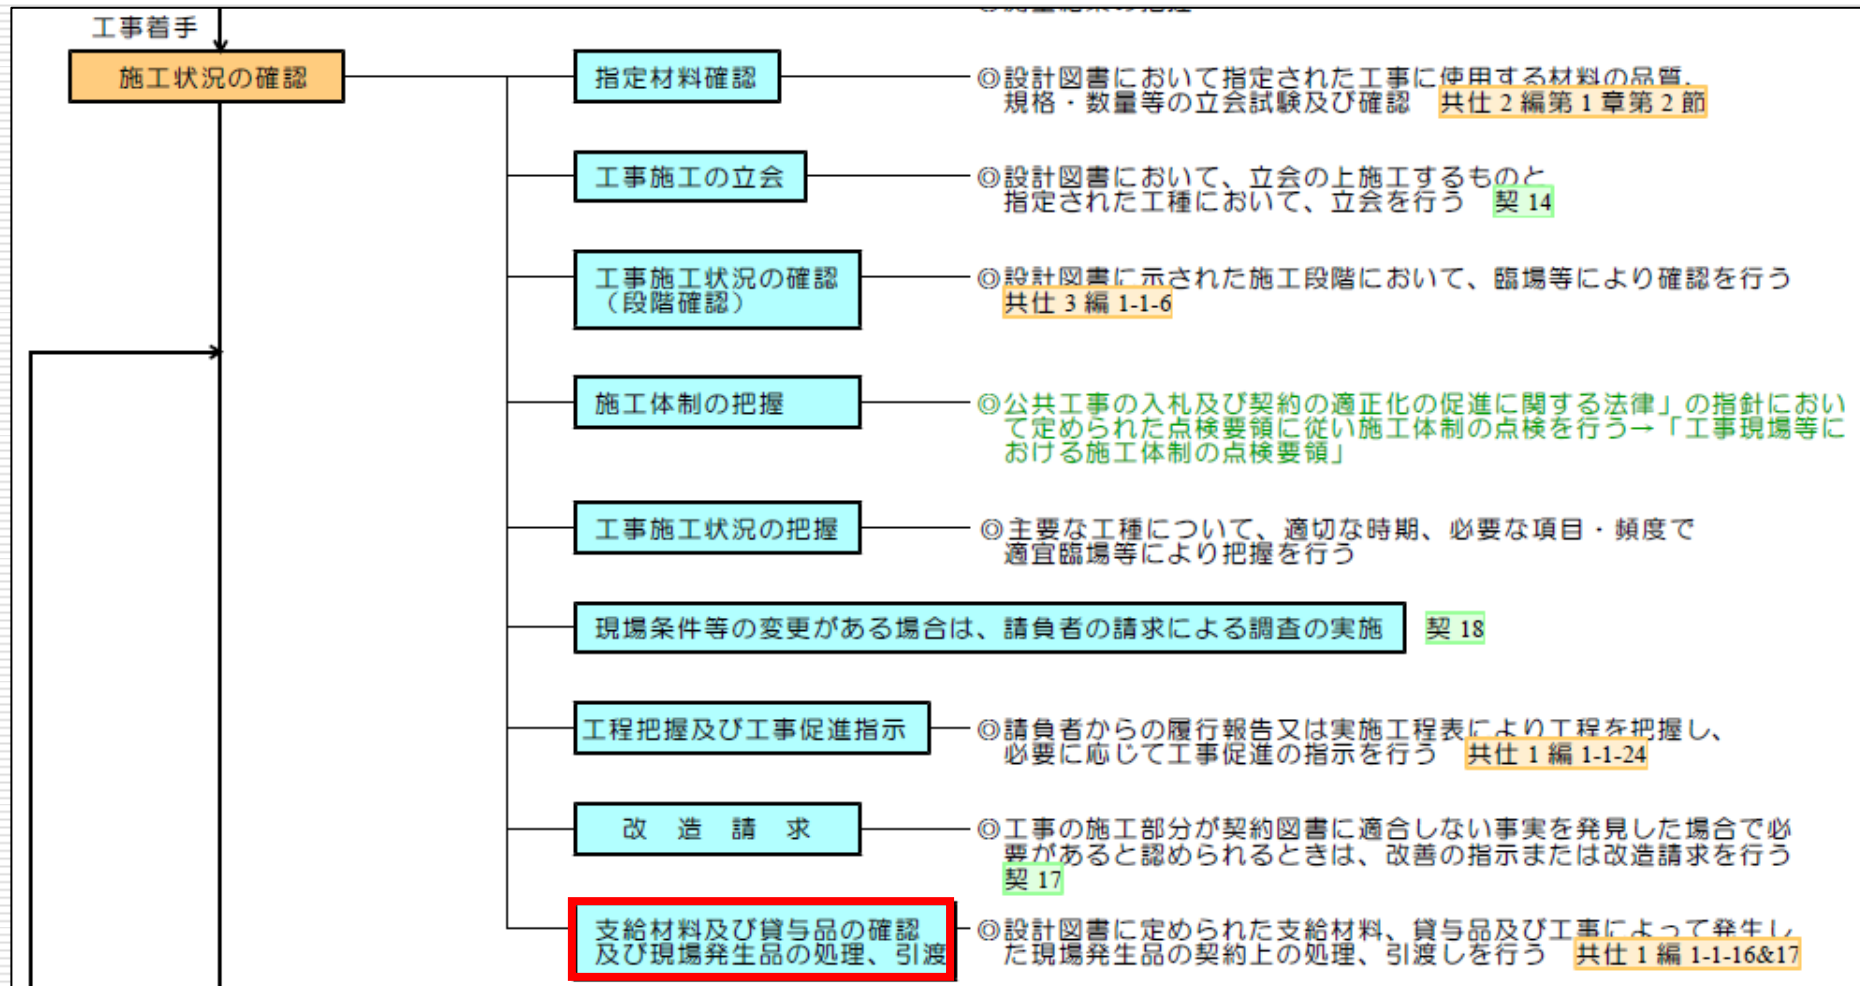 工事着手
施工状況の確認
指定材料確認
◎設計図書において指定された工事に使用する材料の品質、
規格・数量等の立会試験及び確認 共仕 2 編第 1 章第 2 節
工事施工の立会
◎設計図書において、立会の上施工するものと
指定された工種において、立会を行う 契 14
工事施工状況の確認
(段階確認)
◎設計図書に示された施工段階において、臨場等により確認を行う
共仕 3 編 1-1-6
施工体制の把握
◎公共工事の入札及び契約の適正化の促進に関する法律」の指針におい
て定められた点検要領に従い施工体制の点検を行う→「工事現場等に
おける施工体制の点検要領」
工事施工状況の把握
◎主要な工種について、適切な時期、必要な項目・頻度で
適宜臨場等により把握を行う
現場条件等の変更がある場合は、請負者の請求による調査の実施 契 18
工程把握及び工事促進指示
◎請負者からの履行報告又は実施工程表により工程を把握し、
必要に応じて工事促進の指示を行う 共仕 1 編 1-1-24
改 造 請 求
◎工事の施工部分が契約図書に適合しない事実を発見した場合で必
要があると認められるときは、改善の指示または改造請求を行う
契 17
支給材料及び貸与品の確認
及び現場発生品の処理、引渡
◎設計図書に定められた支給材料、貸与品及び工事によって発生し
た現場発生品の契約上の処理、引渡しを行う 共仕 1 編 1-1-16&17